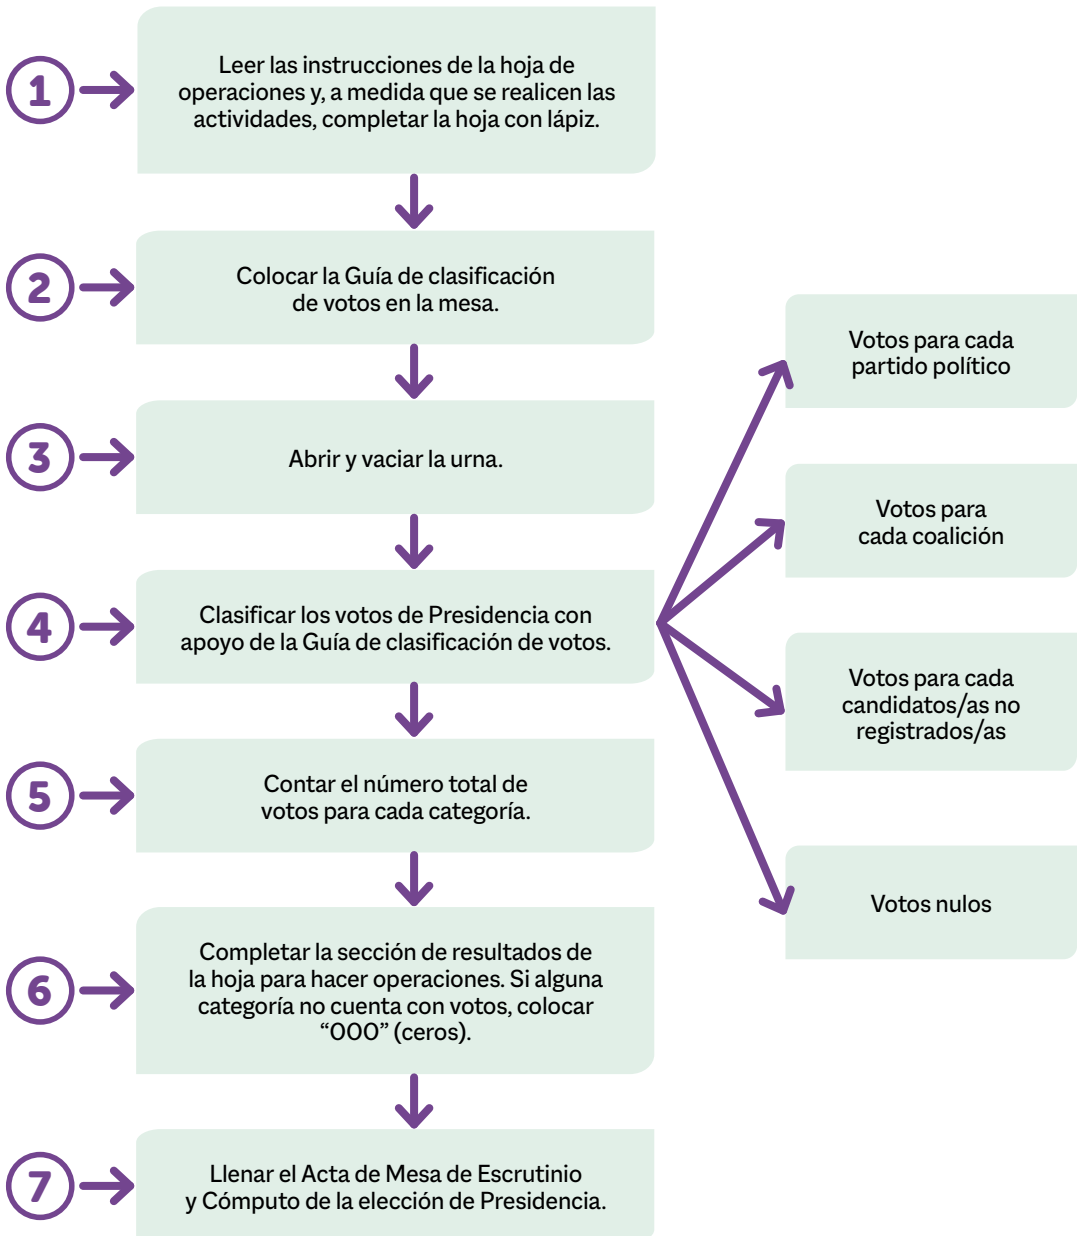 1
Leer las instrucciones de la hoja de
operaciones y, a medida que se realicen las
actividades, completar la hoja con lápiz.
2
Colocar la Guía de clasificación
de votos en la mesa.
3
Abrir y vaciar la urna.
4
Clasificar los votos de Presidencia con
apoyo de la Guía de clasificación de votos.
Votos para cada
partido político
Votos para
cada coalición
Votos para cada
candidatos/as no
registrados/as
Votos nulos
5
Contar el número total de
votos para cada categoría.
6
Completar la sección de resultados de
la hoja para hacer operaciones. Si alguna
categoría no cuenta con votos, colocar
“000” (ceros).
7
Llenar el Acta de Mesa de Escrutinio
y Cómputo de la elección de Presidencia.